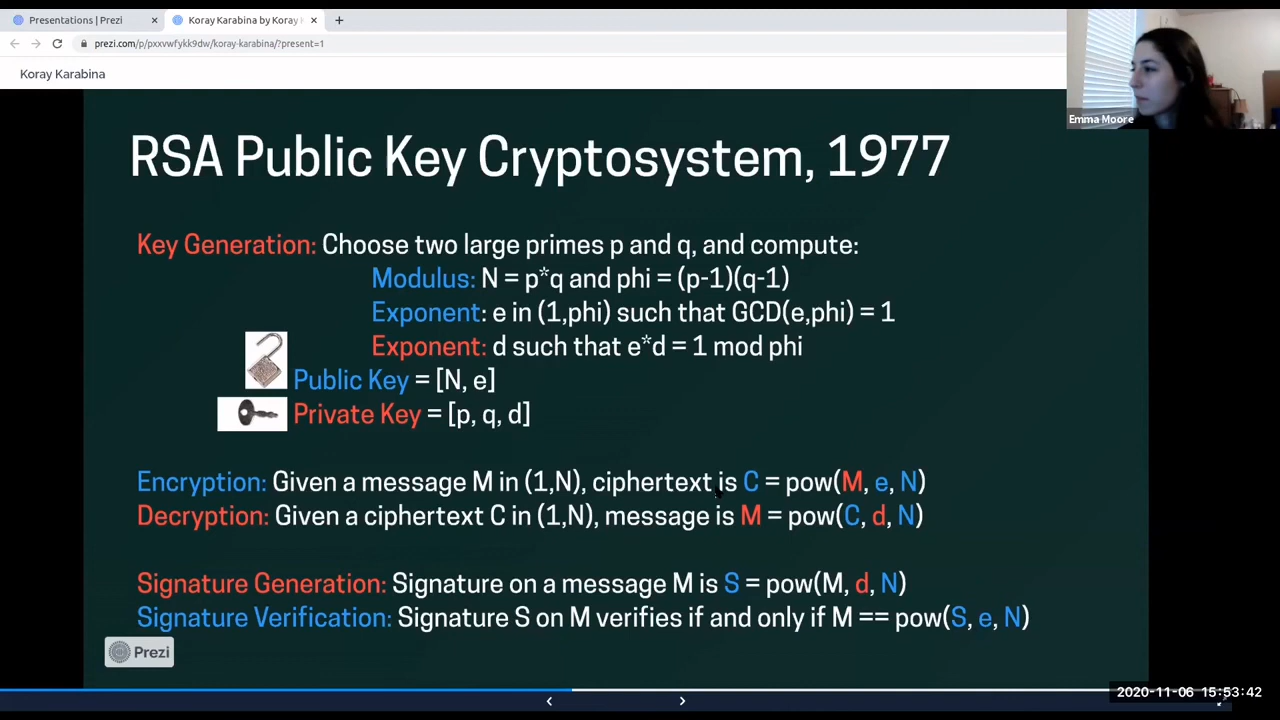 Presentations | Prezi
Koray Karabina by Koray
prezi.com/p/pxxvwfykk9dw/koray-karabina/?present=1
Koray Karabina
Emma Moore
RSA Public Key Cryptosystem, 1977
Key Generation: Choose two large primes p and q, and compute:
Modulus: N = p*q and phi = (p-1)(q-1)
Exponent: e in (1,phi) such that GCD(e,phi) = 1
Exponent: d such that e*d = 1 mod phi
Public Key = [N, e]
Private Key = [p, q, d]
Encryption: Given a message M in (1,N), ciphertext is C = pow(M, e, N)
Decryption: Given a ciphertext C in (1,N), message is M = pow(C, d, N)
Signature Generation: Signature on a message M is S = pow(M, d, N)
Signature Verification: Signature S on M verifies if and only if M == pow(S, e, N)
Prezi
2020-11-06 15:53:42